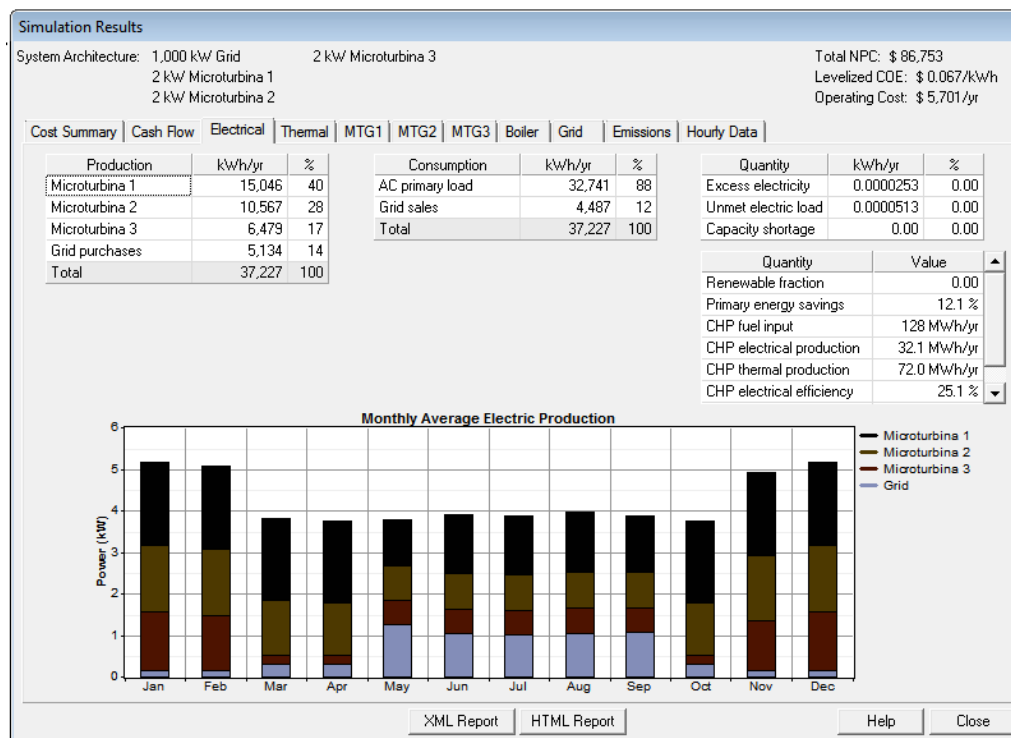 Simulation Results
System Architecture: 1,000 kW Grid 2 kW Microturbina 3
2 kW Microturbina 1
2 kW Microturbina 2
Total NPC: $ 86,753
Levelized COE: $ 0.067/kWh
Operating Cost: $ 5,701/yr
Cost Summary Cash Flow Electrical Thermal MTG1 MTG2 MTG3 Boiler Grid Emissions Hourly Data
Production kWh/yr %
Microturbina 1 15,046 40
Microturbina 2 10,567 28
Microturbina 3 6,479 17
Grid purchases 5,134 14
Total 37,227 100
Consumption kWh/yr %
AC primary load 32,741 88
Grid sales 4,487 12
Total 37,227 100
Quantity kWh/yr %
Excess electricity 0.0000253 0.00
Unmet electric load 0.0000513 0.00
Capacity shortage 0.00 0.00
Quantity Value
Renewable fraction 0.00
Primary energy savings 12.1 %
CHP fuel input 128 MWh/yr
CHP electrical production 32.1 MWh/yr
CHP thermal production 72.0 MWh/yr
CHP electrical efficiency 25.1 %
Monthly Average Electric Production
Power (kW)
6
5
4
3
2
1
0
Jan Feb Mar Apr May Jun Jul Aug Sep Oct Nov Dec
Microturbina 1
Microturbina 2
Microturbina 3
Grid
XML Report HTML Report Help Close